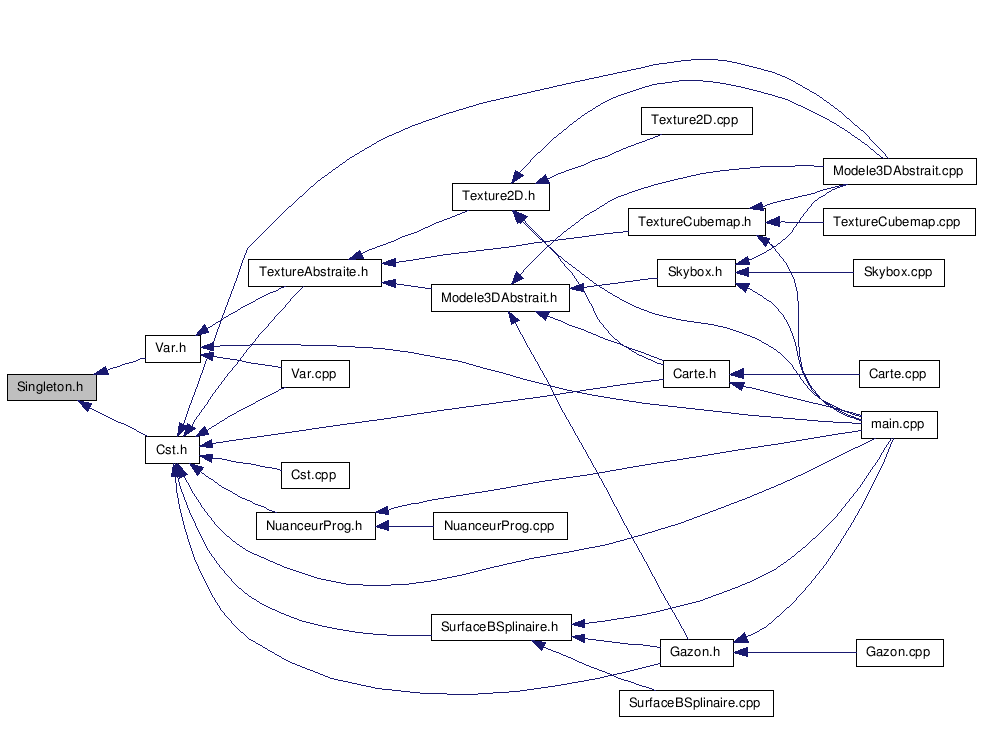 Texture2D.cpp
Modele3DAbstrait.cpp
Texture2D.h
TextureCubemap.h
TextureCubemap.cpp
TextureAbstraite.h
Skybox.h
Skybox.cpp
Modele3DAbstrait.h
Var.h
Singleton.h
Var.cpp
Carte.h
Carte.cpp
main.cpp
Cst.h
Cst.cpp
NuanceurProg.h
NuanceurProg.cpp
SurfaceBSplinaire.h
Gazon.h
Gazon.cpp
SurfaceBSplinaire.cpp